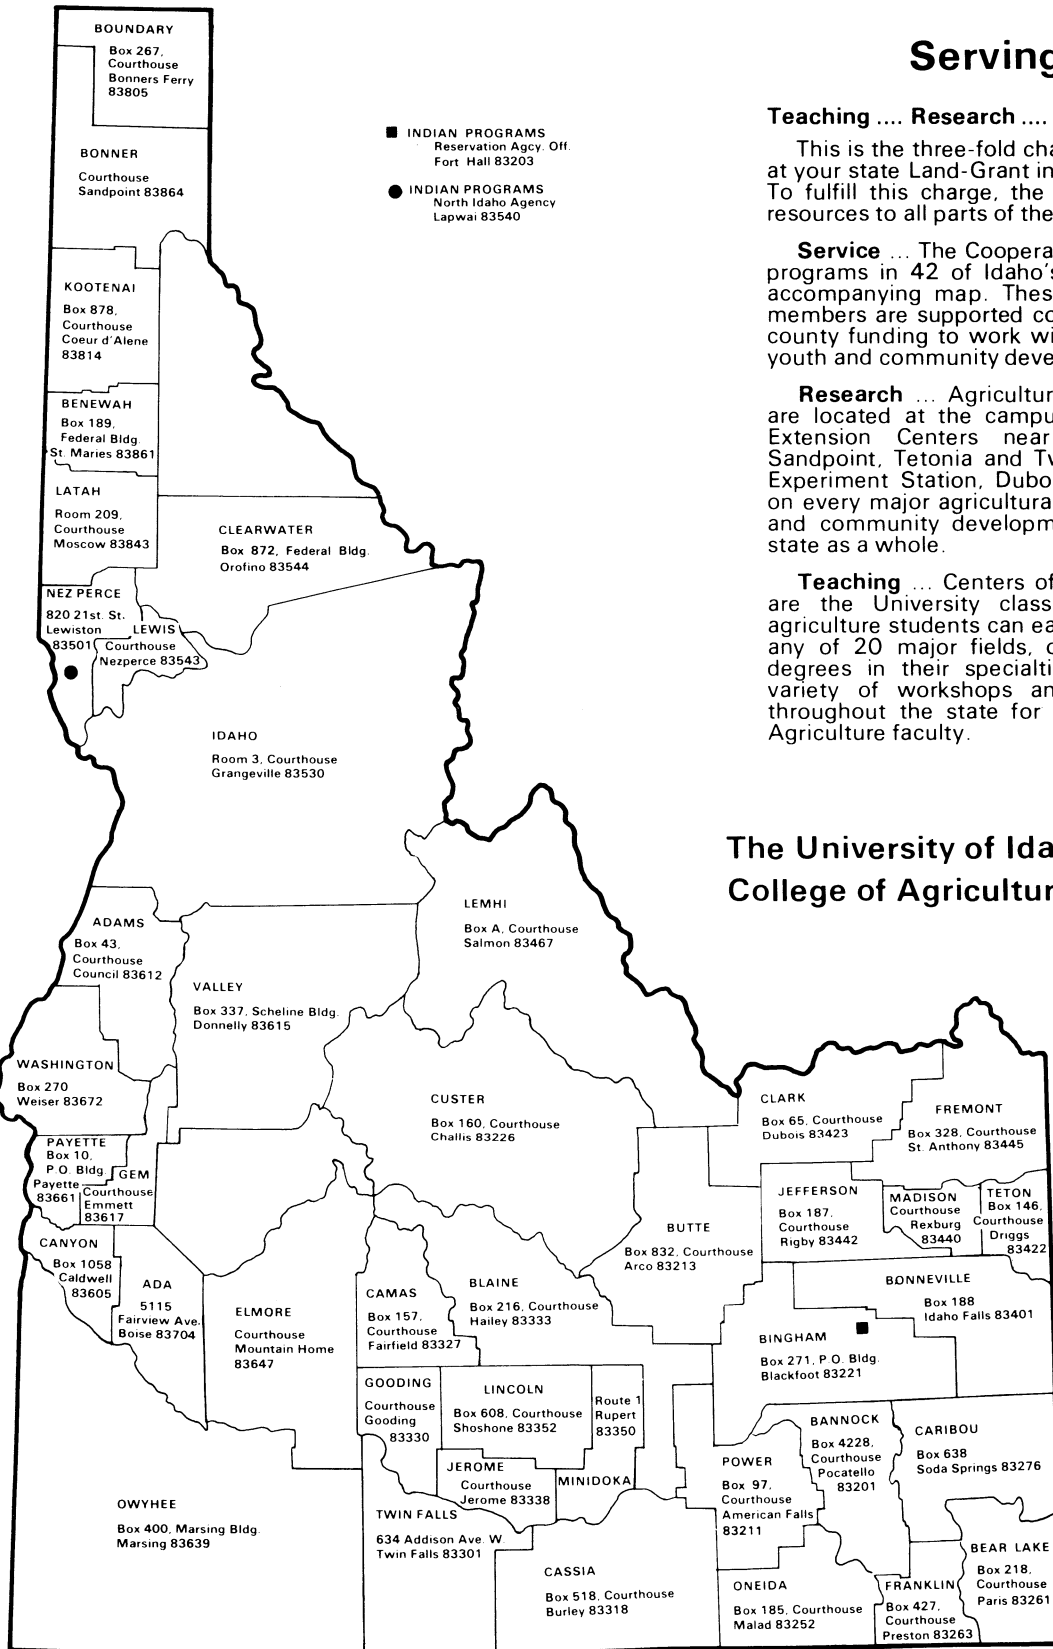 BOUNDARY
Box 267,
Courthouse
Bonners Ferry
83805
BONNER
Courthouse
Sandpoint 83864
KOOTENAI
Box 878,
Courthouse
Coeur d'Alene
83814
BENEWAH
Box 189,
Federal Bldg.
St. Maries 83861
LATAH
Room 209,
Courthouse
Moscow 83843
CLEARWATER
Box 872, Federal Bldg.
Orofino 83544
NEZ PERCE
820 21st. St.
Lewiston
83501
LEWIS
Courthouse
Nezperce 83543
IDAHO
Room 3, Courthouse
Grangeville 83530
INDIAN PROGRAMS
Reservation Agcy. Off.
Fort Hall 83203
INDIAN PROGRAMS
North Idaho Agency
Lapwai 83540
Serving
Teaching .... Research ....
This is the three-fold cha
at your state Land-Grant in
To fulfill this charge, the
resources to all parts of the
Service ... The Coopera
programs in 42 of Idaho's
accompanying map. Thes
members are supported co
county funding to work wi
youth and community deve
Research ... Agricultur
are located at the campu
Extension Centers near
Sandpoint, Tetonia and Tv
Experiment Station, Dubo
on every major agricultura
and community developm
state as a whole.
Teaching ... Centers of
are the University class
agriculture students can ea
any of 20 major fields, o
degrees in their specialti
variety of workshops an
throughout the state for
Agriculture faculty.
The University of Ida
College of Agricultur
ADAMS
Box 43,
Courthouse
Council 83612
VALLEY
Box 337, Scheline Bldg.
Donnelly 83615
LEMHI
Box A, Courthouse
Salmon 83467
WASHINGTON
Box 270
Weiser 83672
CUSTER
Box 160, Courthouse
Challis 83226
CLARK
Box 65, Courthouse
Dubois 83423
FREMONT
Box 328, Courthouse
St. Anthony 83445
PAYETTE
Box 10,
P.O. Bldg.
Payette
83661
GEM
Courthouse
Emmett
83617
JEFFERSON
Box 187,
Courthouse
Rigby 83442
MADISON
Courthouse
Rexburg
83440
TETON
Box 146,
Courthouse
Driggs
83422
BUTTE
Box 832, Courthouse
Arco 83213
CANYON
Box 1058
Caldwell
83605
ADA
5115
Fairview Ave.
Boise 83704
ELMORE
Courthouse
Mountain Home
83647
CAMAS
Box 157,
Courthouse
Fairfield 83327
BLAINE
Box 216, Courthouse
Hailey 83333
BONNEVILLE
Box 188
Idaho Falls 83401
BINGHAM
Box 271, P.O. Bldg.
Blackfoot 83221
GOODING
Courthouse
Gooding
83330
LINCOLN
Box 608, Courthouse
Shoshone 83352
Route 1
Rupert
83350
MINIDOKA
JEROME
Courthouse
Jerome 83338
POWER
Box 97,
Courthouse
American Falls
83211
BANNOCK
Box 4228,
Courthouse
Pocatello
83201
CARIBOU
Box 638
Soda Springs 83276
OWYHEE
Box 400, Marsing Bldg.
Marsing 83639
TWIN FALLS
634 Addison Ave. W.
Twin Falls 83301
CASSIA
Box 518, Courthouse
Burley 83318
ONEIDA
Box 185, Courthouse
Malad 83252
FRANKLIN
Box 427,
Courthouse
Preston 83263
BEAR LAKE
Box 218,
Courthouse
Paris 83261